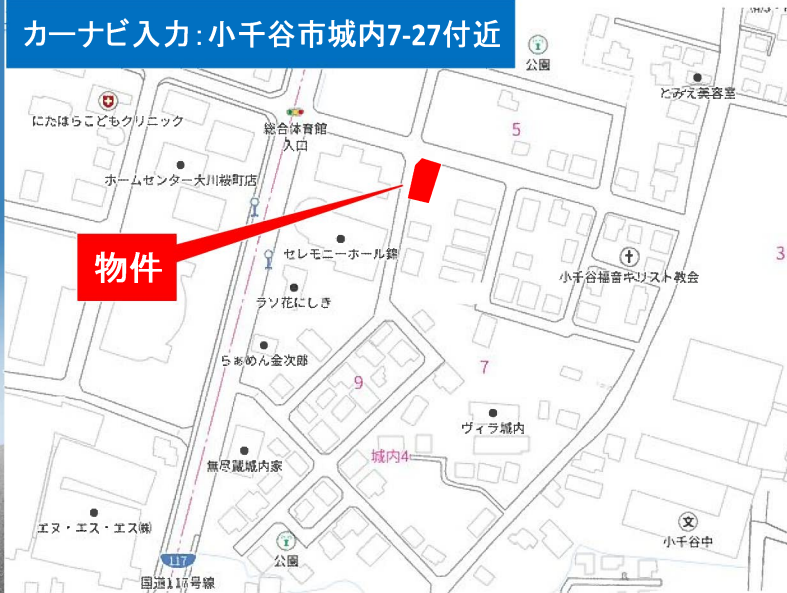 カーナビ入力：小千谷市城内7-27付近
公園
とみえ美容室
にたはらこどもクリニック
総合体育館
入口
5
ホームセンター大川桜町店
物件
セレモニーホール錦
3
小千谷福音キリスト教会
ラソ花にしき
らぁめん金次郎
7
9
ヴィラ城内
無尽蔵城内家
城内4
エヌ・エス・エス㈱
小千谷中
文
公園
117
国道117号線